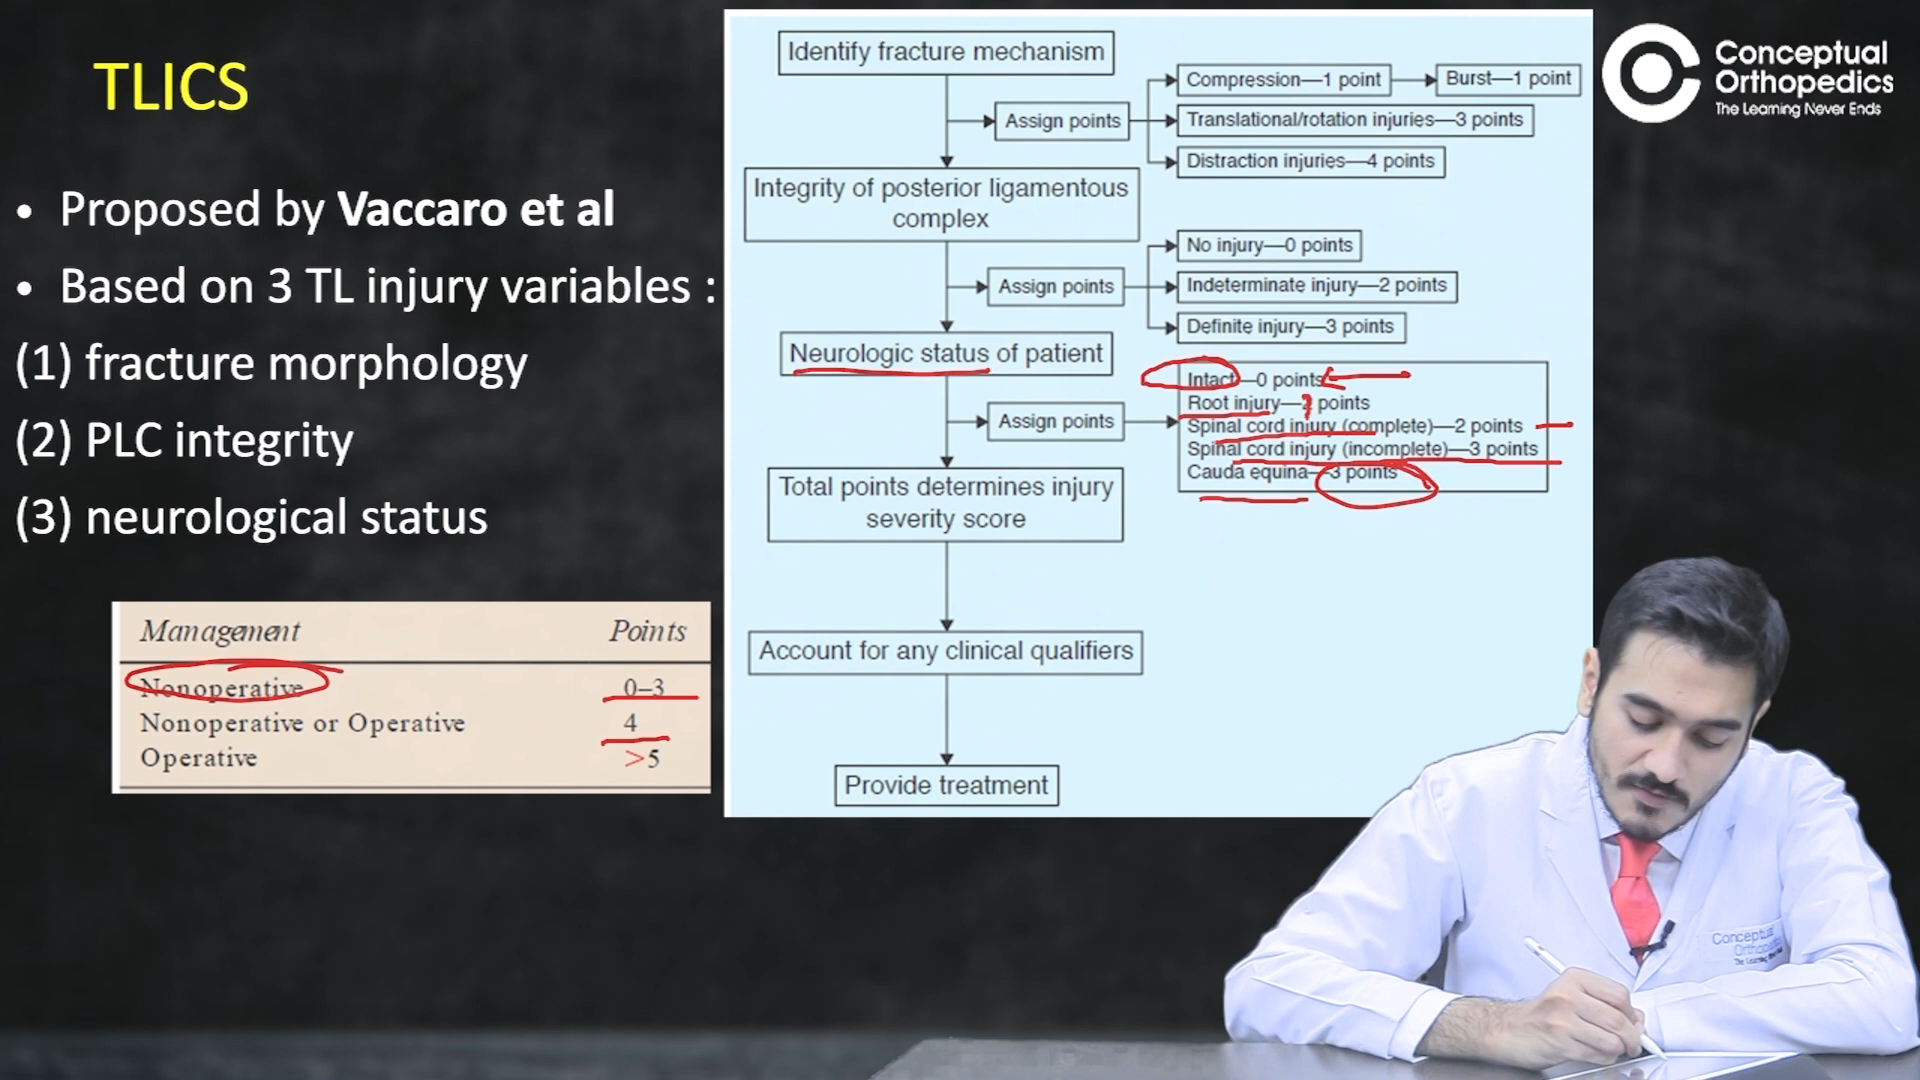 TLICS
• Proposed by Vaccaro et al
• Based on 3 TL injury variables :
(1) fracture morphology
(2) PLC integrity
(3) neurological status
Management Points
Nonoperative 0–3
Nonoperative or Operative 4
Operative >5
Identify fracture mechanism
Assign points
Compression—1 point
Burst—1 point
Translational/rotation injuries—3 points
Distraction injuries—4 points
Integrity of posterior ligamentous
complex
Assign points
No injury—0 points
Indeterminate injury—2 points
Definite injury—3 points
Neurologic status of patient
Assign points
Intact—0 points
Root injury—2 points
Spinal cord injury (complete)—2 points
Spinal cord injury (incomplete)—3 points
Cauda equina—3 points
Total points determines injury
severity score
Account for any clinical qualifiers
Provide treatment
Conceptual
Orthopedics
The Learning Never Ends
Conceptual